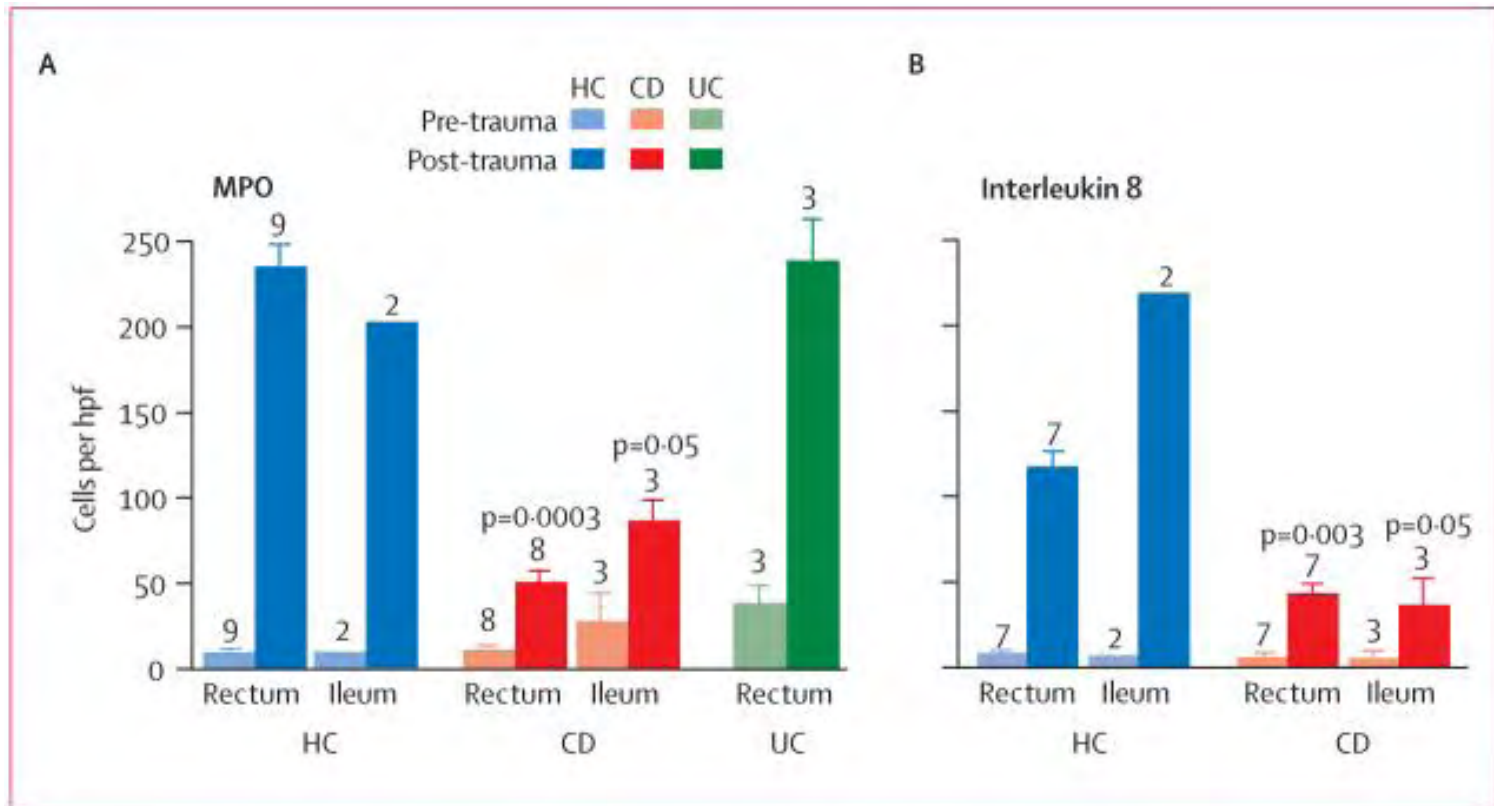 A
HC CD UC
Pre-trauma
Post-trauma
MPO
Cells per hpf
250
200
150
100
50
0
9
9
2
2
8
p=0·0003
8
3
p=0·05
3
3
3
Rectum Ileum Rectum Ileum Rectum
HC CD UC
B
Interleukin 8
7
7
2
2
7
p=0·003
7
3
p=0·05
3
Rectum Ileum Rectum Ileum
HC CD